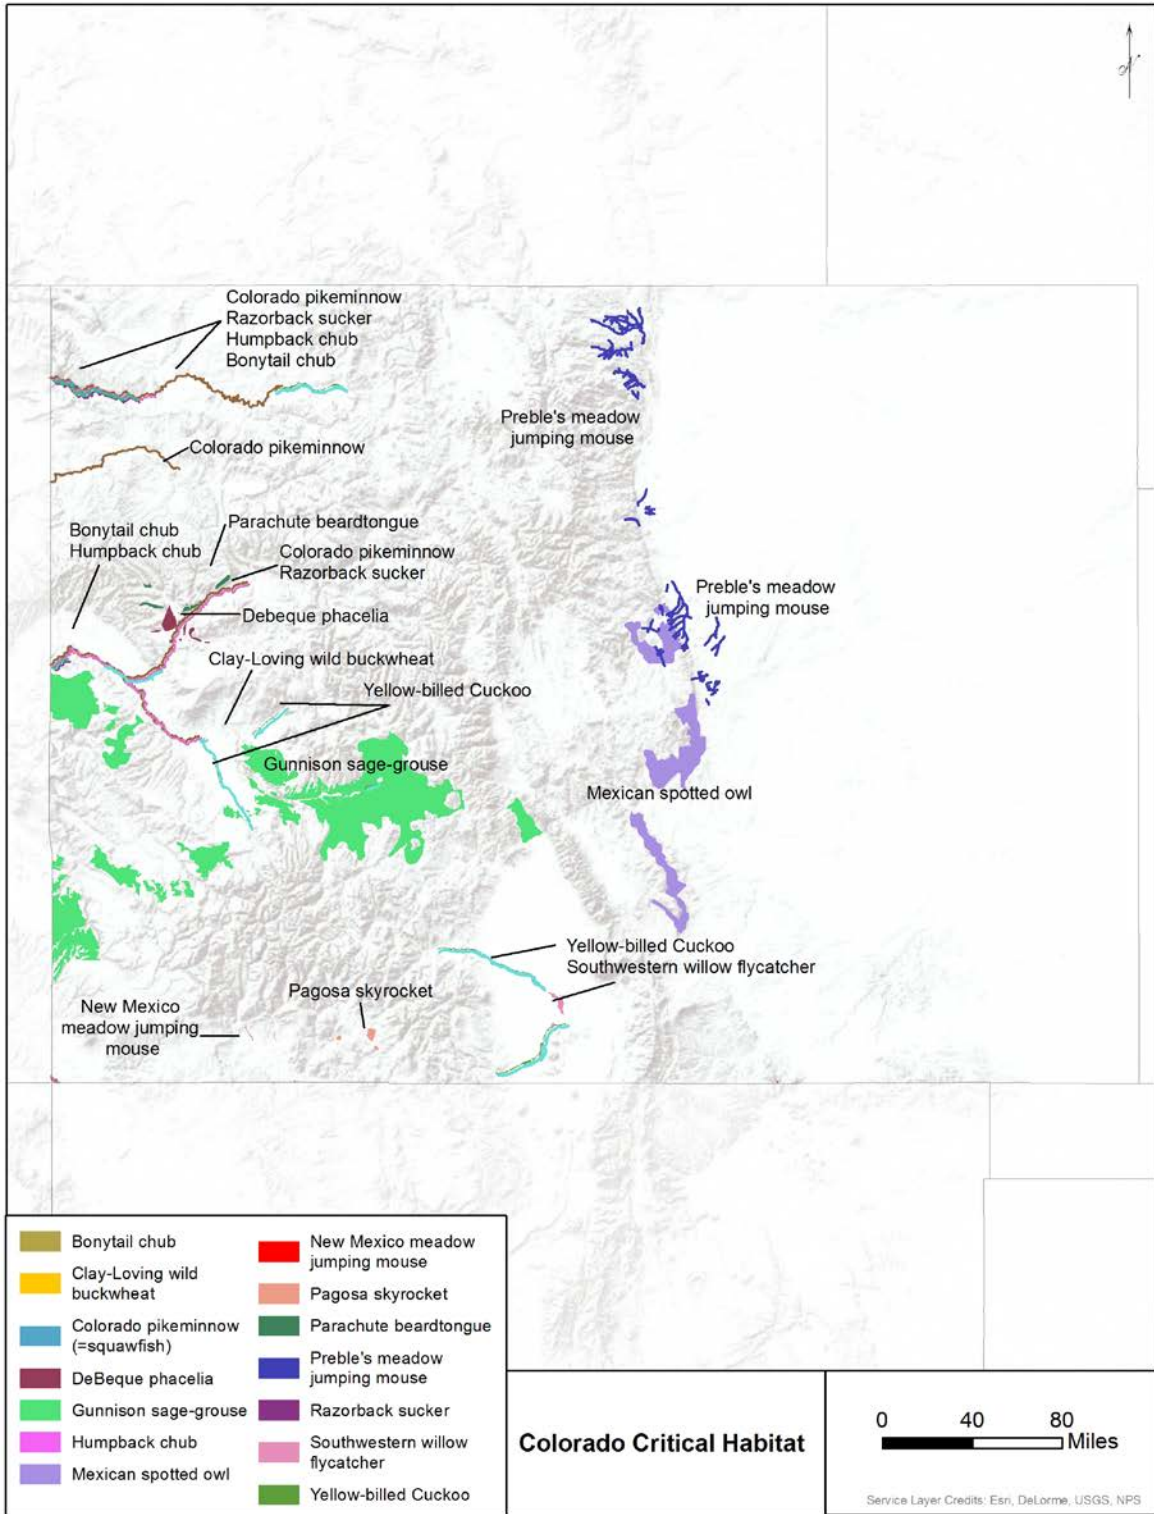 N
Colorado pikeminnow
Razorback sucker
Humpback chub
Bonytail chub
Preble's meadow
jumping mouse
Colorado pikeminnow
Parachute beardtongue
Bonytail chub
Humpback chub
Colorado pikeminnow
Razorback sucker
Preble's meadow
jumping mouse
Debeque phacelia
Clay-Loving wild buckwheat
Yellow-billed Cuckoo
Gunnison sage-grouse
Mexican spotted owl
Yellow-billed Cuckoo
Southwestern willow flycatcher
Pagosa skyrocket
New Mexico
meadow jumping
mouse
Bonytail chub
Clay-Loving wild
buckwheat
Colorado pikeminnow
(=squawfish)
DeBeque phacelia
Gunnison sage-grouse
Humpback chub
Mexican spotted owl
New Mexico meadow
jumping mouse
Pagosa skyrocket
Parachute beardtongue
Preble's meadow
jumping mouse
Razorback sucker
Southwestern willow
flycatcher
Yellow-billed Cuckoo
Colorado Critical Habitat
0 40 80
Miles
Service Layer Credits: Esri, DeLorme, USGS, NPS